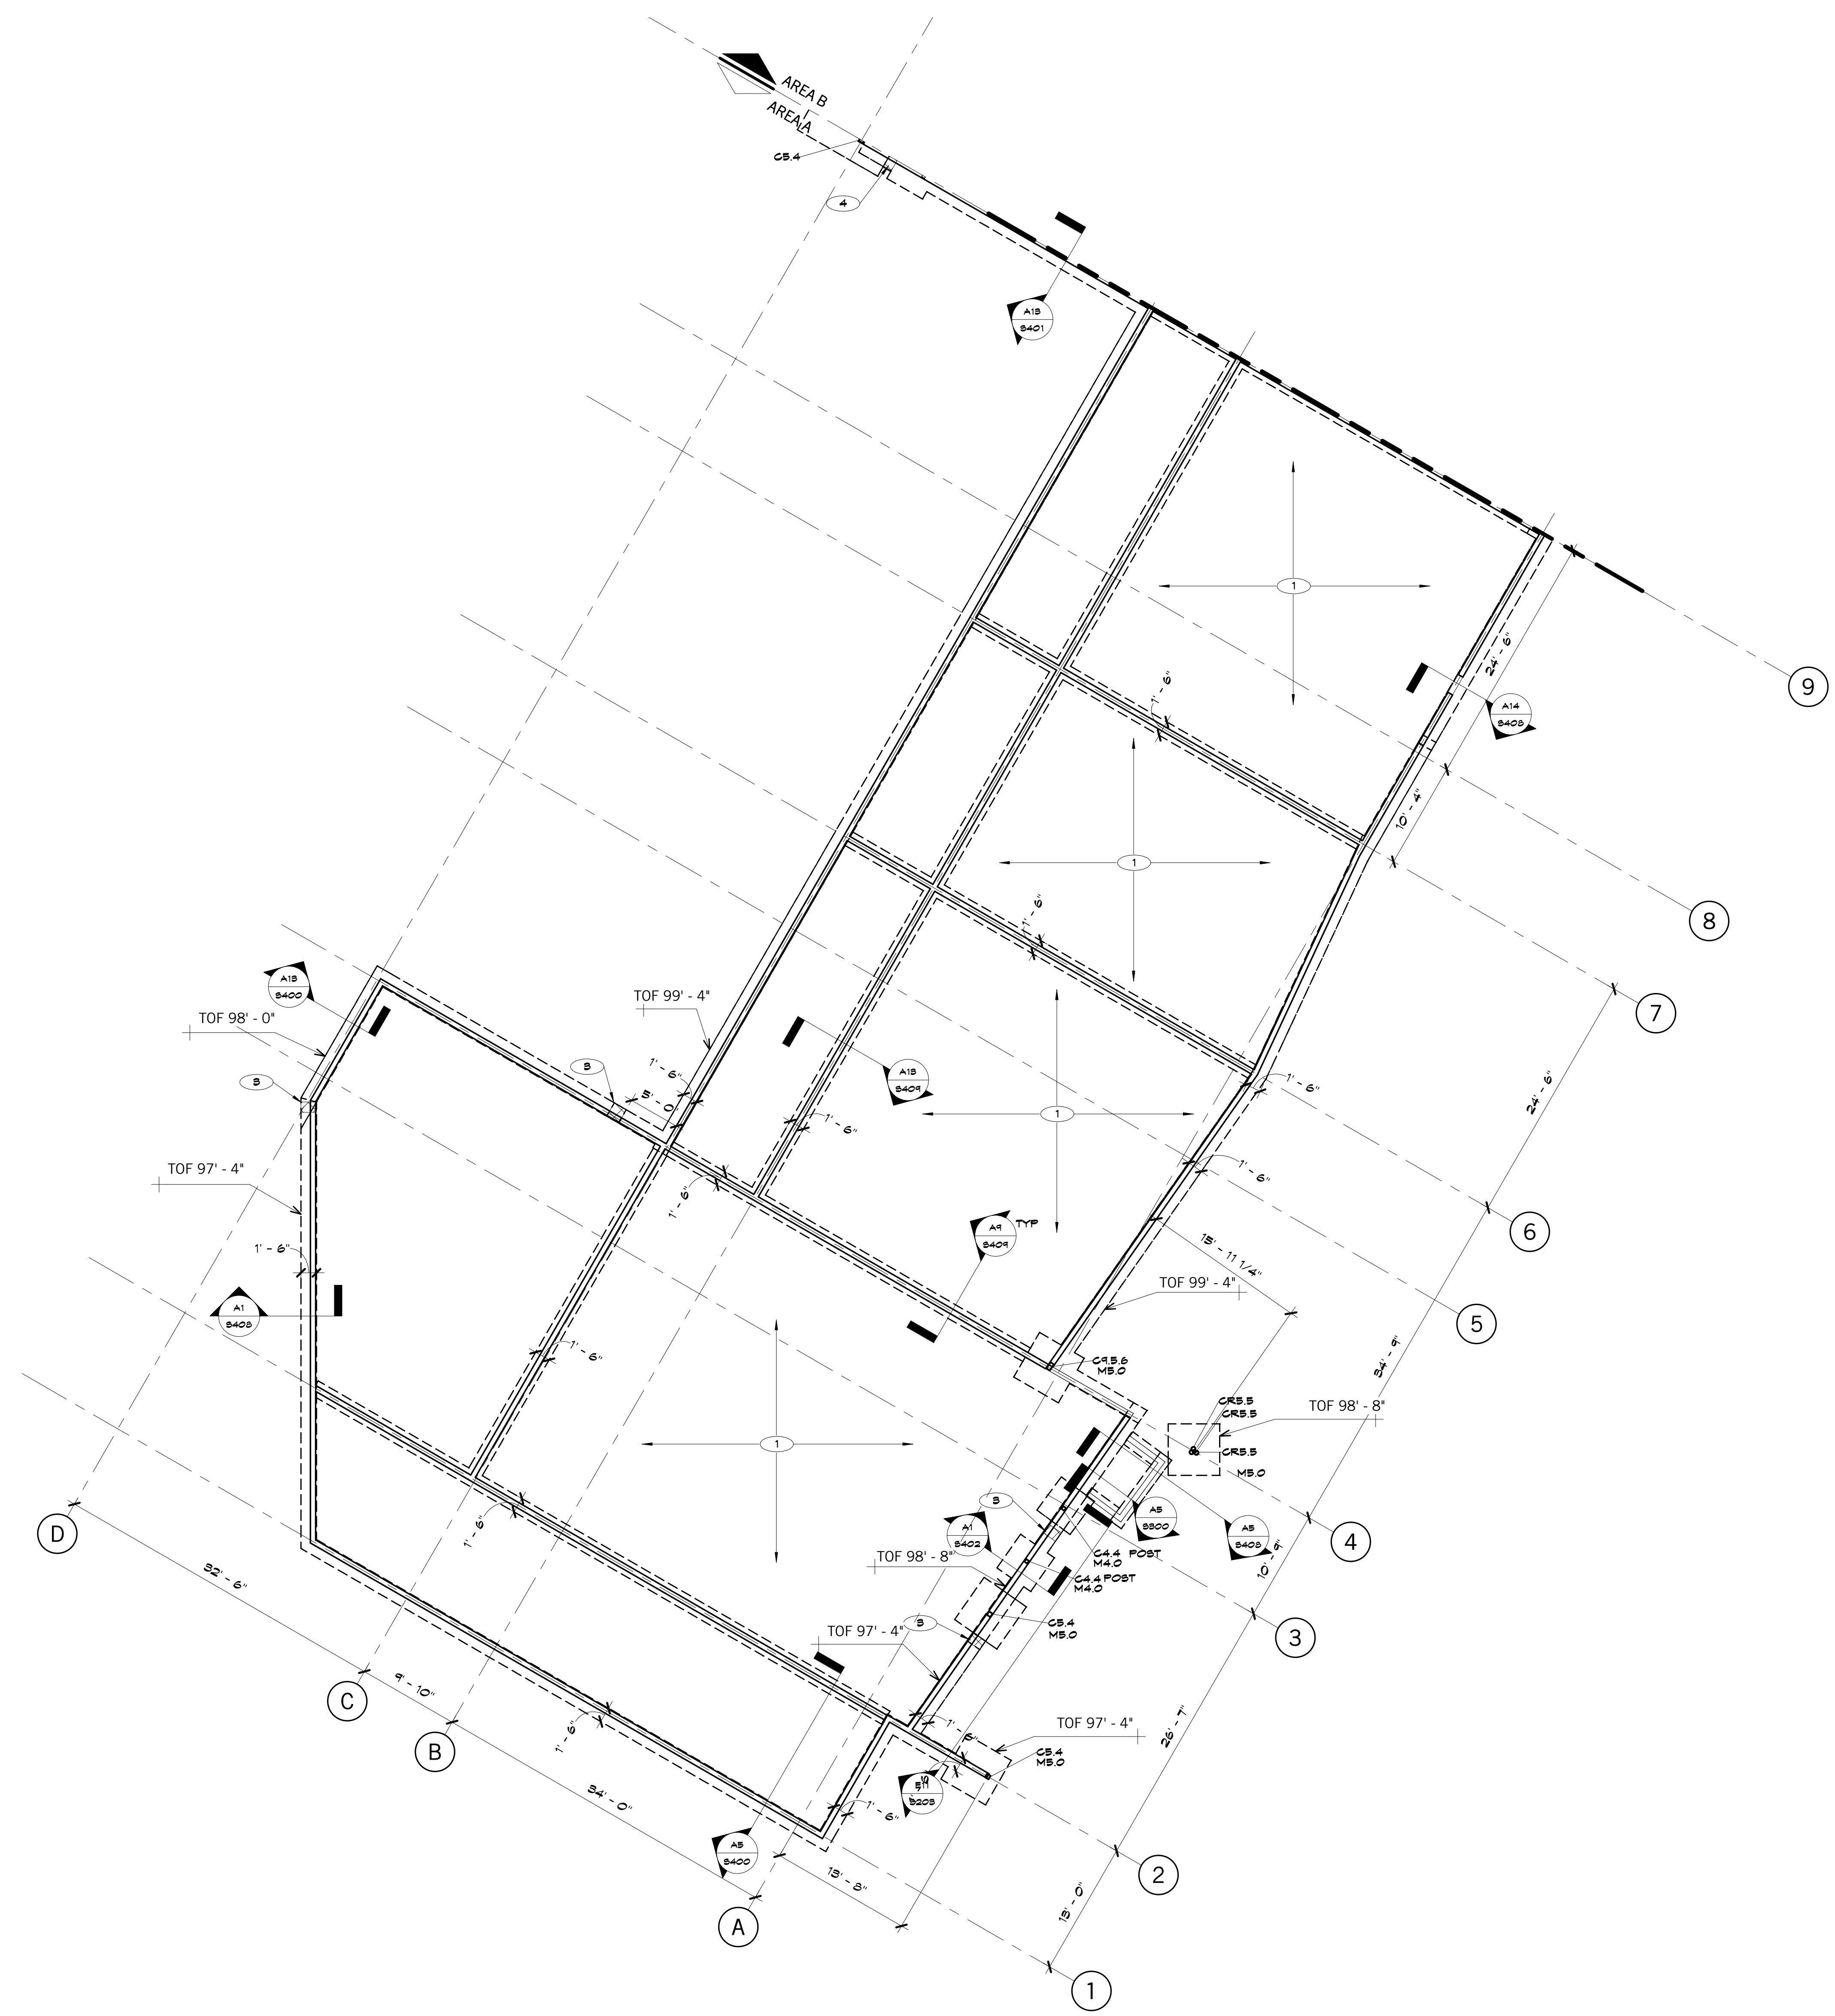 AREA B
AREA A
C5.4
4
A13
S401
1
24' - 6"
9
1' - 6"
A14
S403
10' - 4"
8
1
1' - 6"
A13
S400
TOF 98' - 0"
TOF 99' - 4"
7
3
3
1' - 6"
5' - 0
A13
S409
1' - 6"
1
1' - 6"
24' - 6"
TOF 97' - 4"
1' - 6"
1' - 6"
A9
S409
TYP
6
1' - 6"
15' - 11 1/4"
TOF 99' - 4"
A1
S403
5
1' - 6"
C9.5.6
M5.0
34' - 9"
CR5.5
CR5.5
TOF 98' - 8"
1
CR5.5
M5.0
3
A5
S300
A1
S402
A5
S403
4
D
1' - 6"
C4.4 POST
M4.0
TOF 98' - 8"
C4.4 POST
M4.0
32' - 6"
C5.4
M5.0
3
TOF 97' - 4"
3
C
9' - 10"
B
1' - 6"
1' - 6"
TOF 97' - 4"
26' - 7"
C5.4
M5.0
S203
34' - 0"
1' - 6"
A5
S400
13' - 8"
2
13' - 0"
A
1